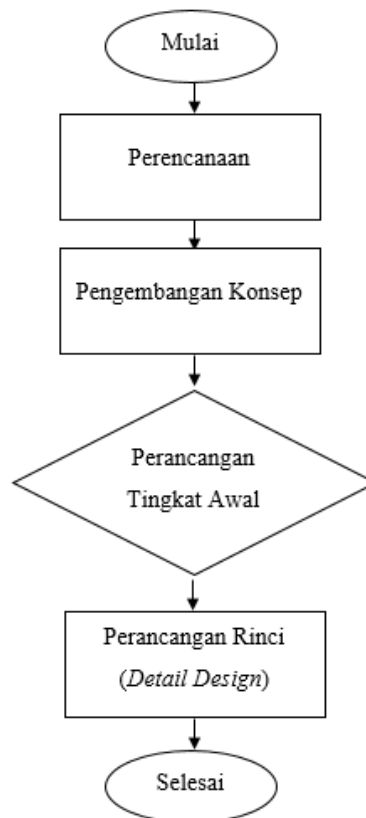 Mulai
Perencanaan
Pengembangan Konsep
Perancangan
Tingkat Awal
Perancangan Rinci
(Detail Design)
Selesai